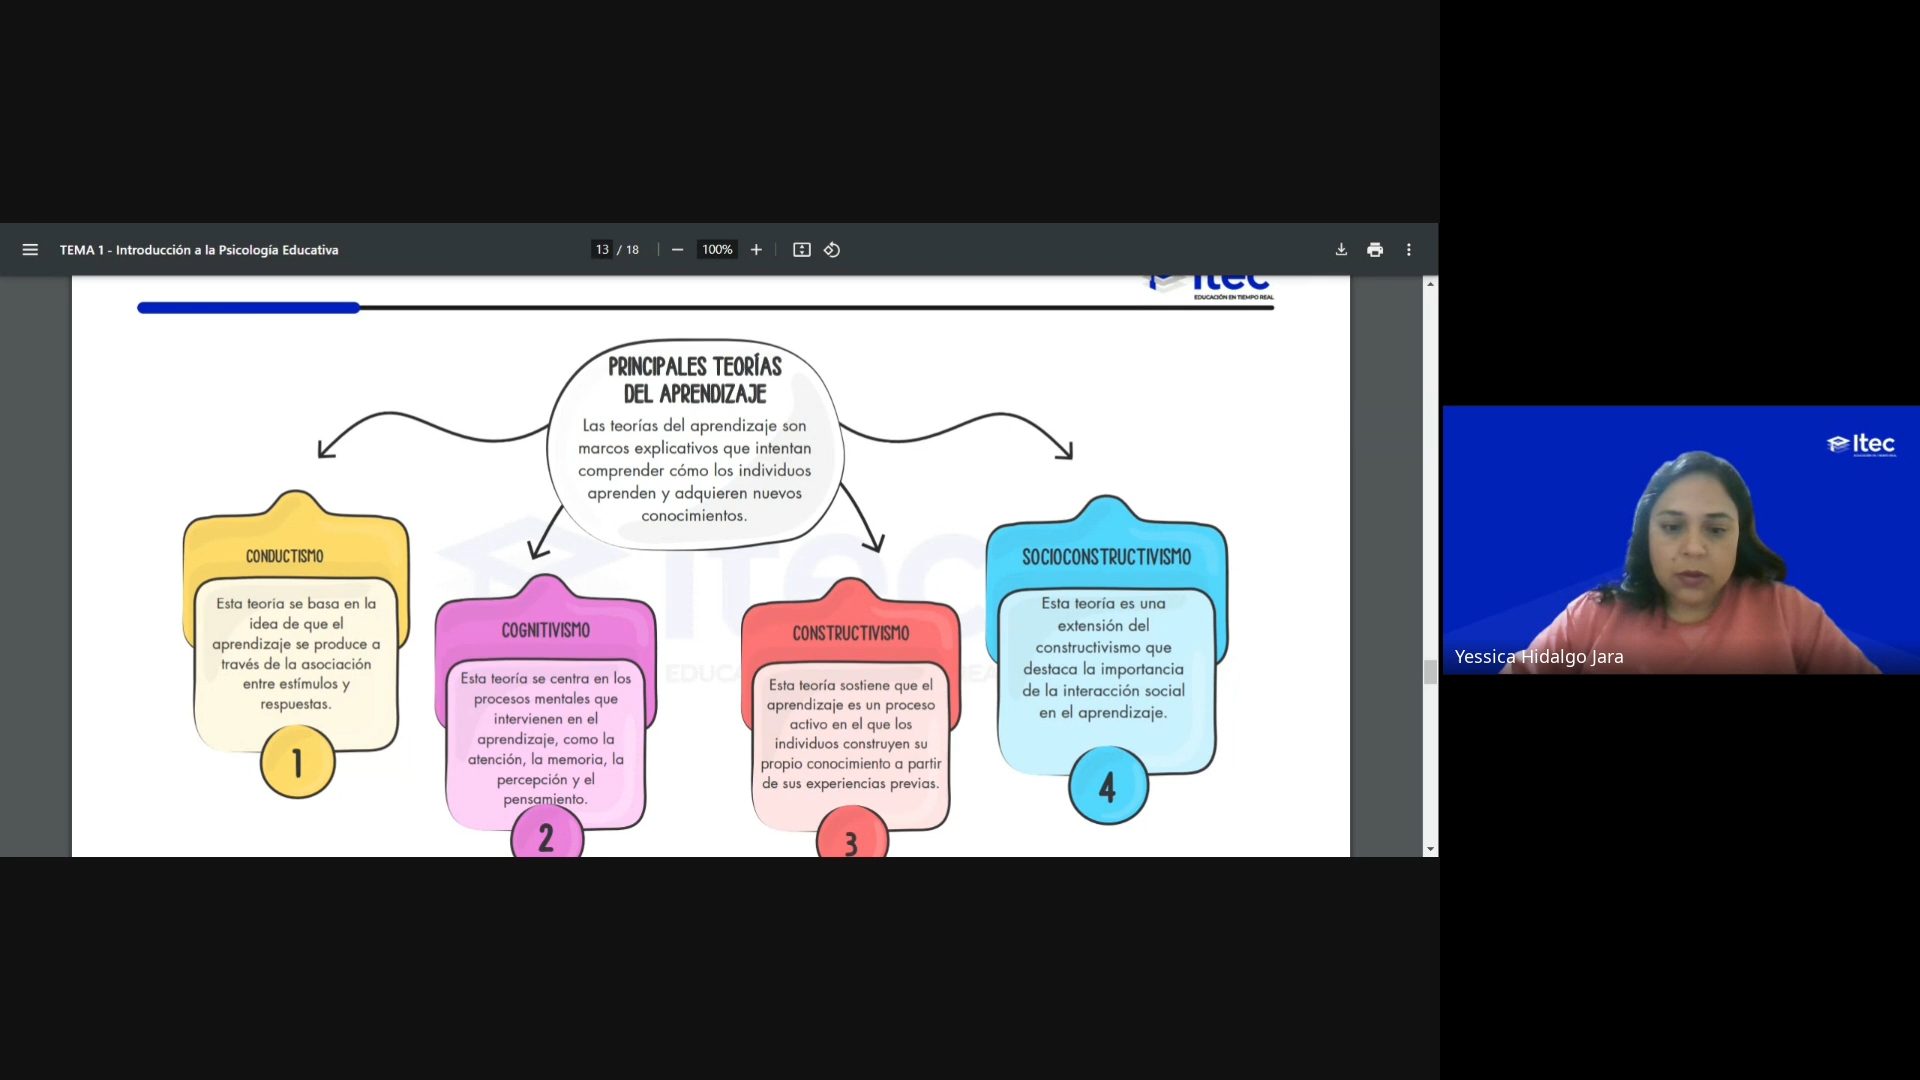 TEMA 1 - Introducción a la Psicología Educativa
13 / 18
100%
Itec
EDUCACIÓN EN TIEMPO REAL
PRINCIPALES TEORÍAS
DEL APRENDIZAJE
Las teorías del aprendizaje son
marcos explicativos que intentan
comprender cómo los individuos
aprenden y adquieren nuevos
conocimientos.
CONDUCTISMO
Esta teoria se basa en la
idea de que el
aprendizaje se produce a
través de la asociación
entre estímulos y
respuestas.
1
COGNITIVISMO
Esta teoría se centra en los
procesos mentales que
intervienen en el
aprendizaje, como la
atención, la memoria, la
percepción y el
pensamiento.
2
CONSTRUCTIVISMO
Esta teoría sostiene que el
aprendizaje es un proceso
activo en el que los
individuos construyen su
propio conocimiento a partir
de sus experiencias previas.
3
SOCIOCONSTRUCTIVISMO
Esta teoría es una
extensión del
constructivismo que
destaca la importancia
de la interacción social
en el aprendizaje.
4
Itec
Yessica Hidalgo Jara